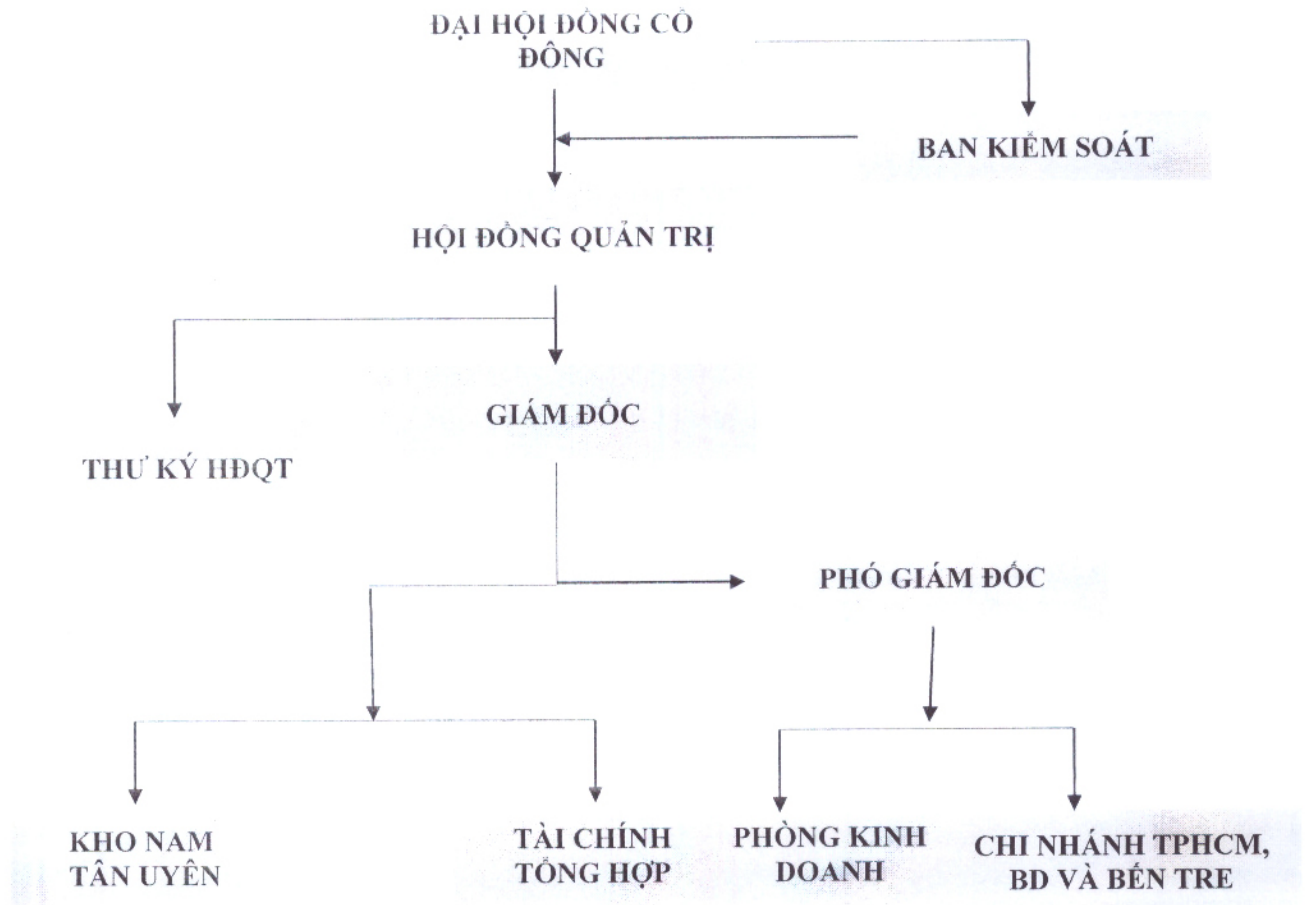 ĐẠI HỘI ĐỒNG CỔ
ĐÔNG
BAN KIỂM SOÁT
HỘI ĐỒNG QUẢN TRỊ
GIÁM ĐỐC
THƯ KÝ HĐQT
PHÓ GIÁM ĐỐC
KHO NAM
TÂN UYÊN
TÀI CHÍNH
TỔNG HỢP
PHÒNG KINH
DOANH
CHI NHÁNH TPHCM,
BD VÀ BẾN TRE